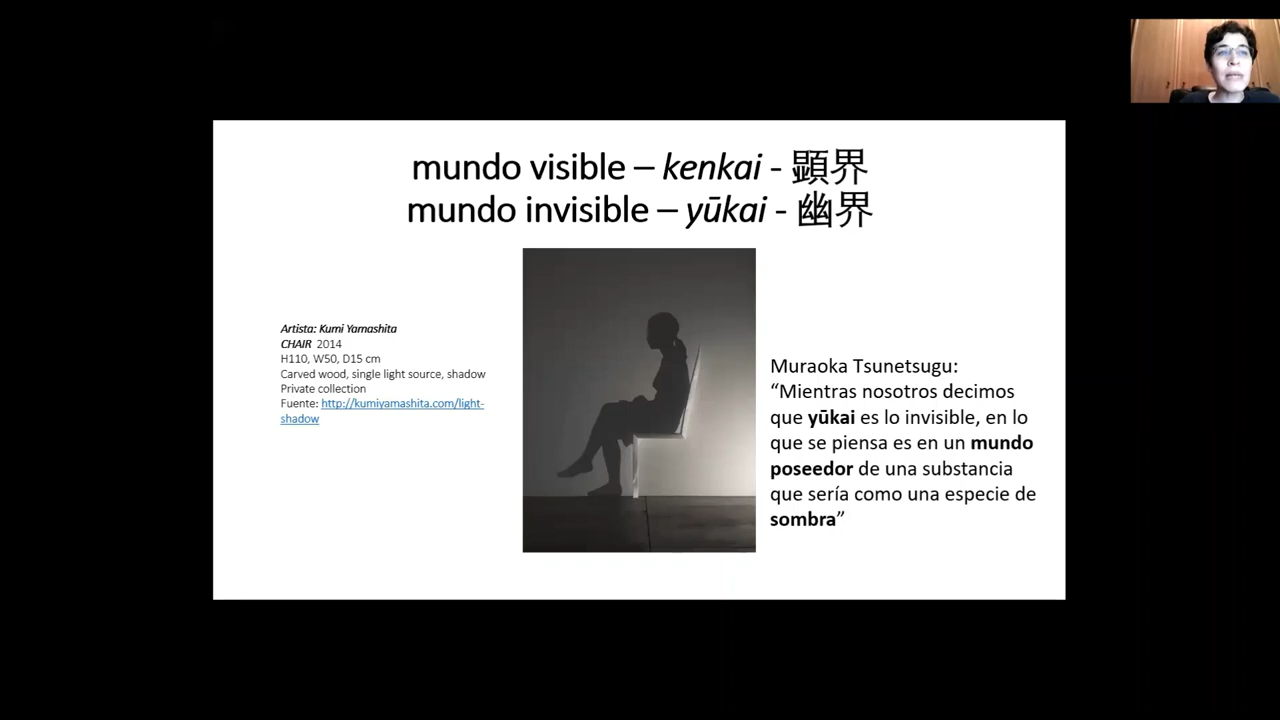 mundo visible – kenkai - 顕界
mundo invisible – yūkai - 幽界
Artista: Kumi Yamashita
CHAIR 2014
H110, W50, D15 cm
Carved wood, single light source, shadow
Private collection
Fuente: http://kumiyamashita.com/light-
shadow
Muraoka Tsunetsugu:
“Mientras nosotros decimos
que yūkai es lo invisible, en lo
que se piensa es en un mundo
poseedor de una substancia
que sería como una especie de
sombra”